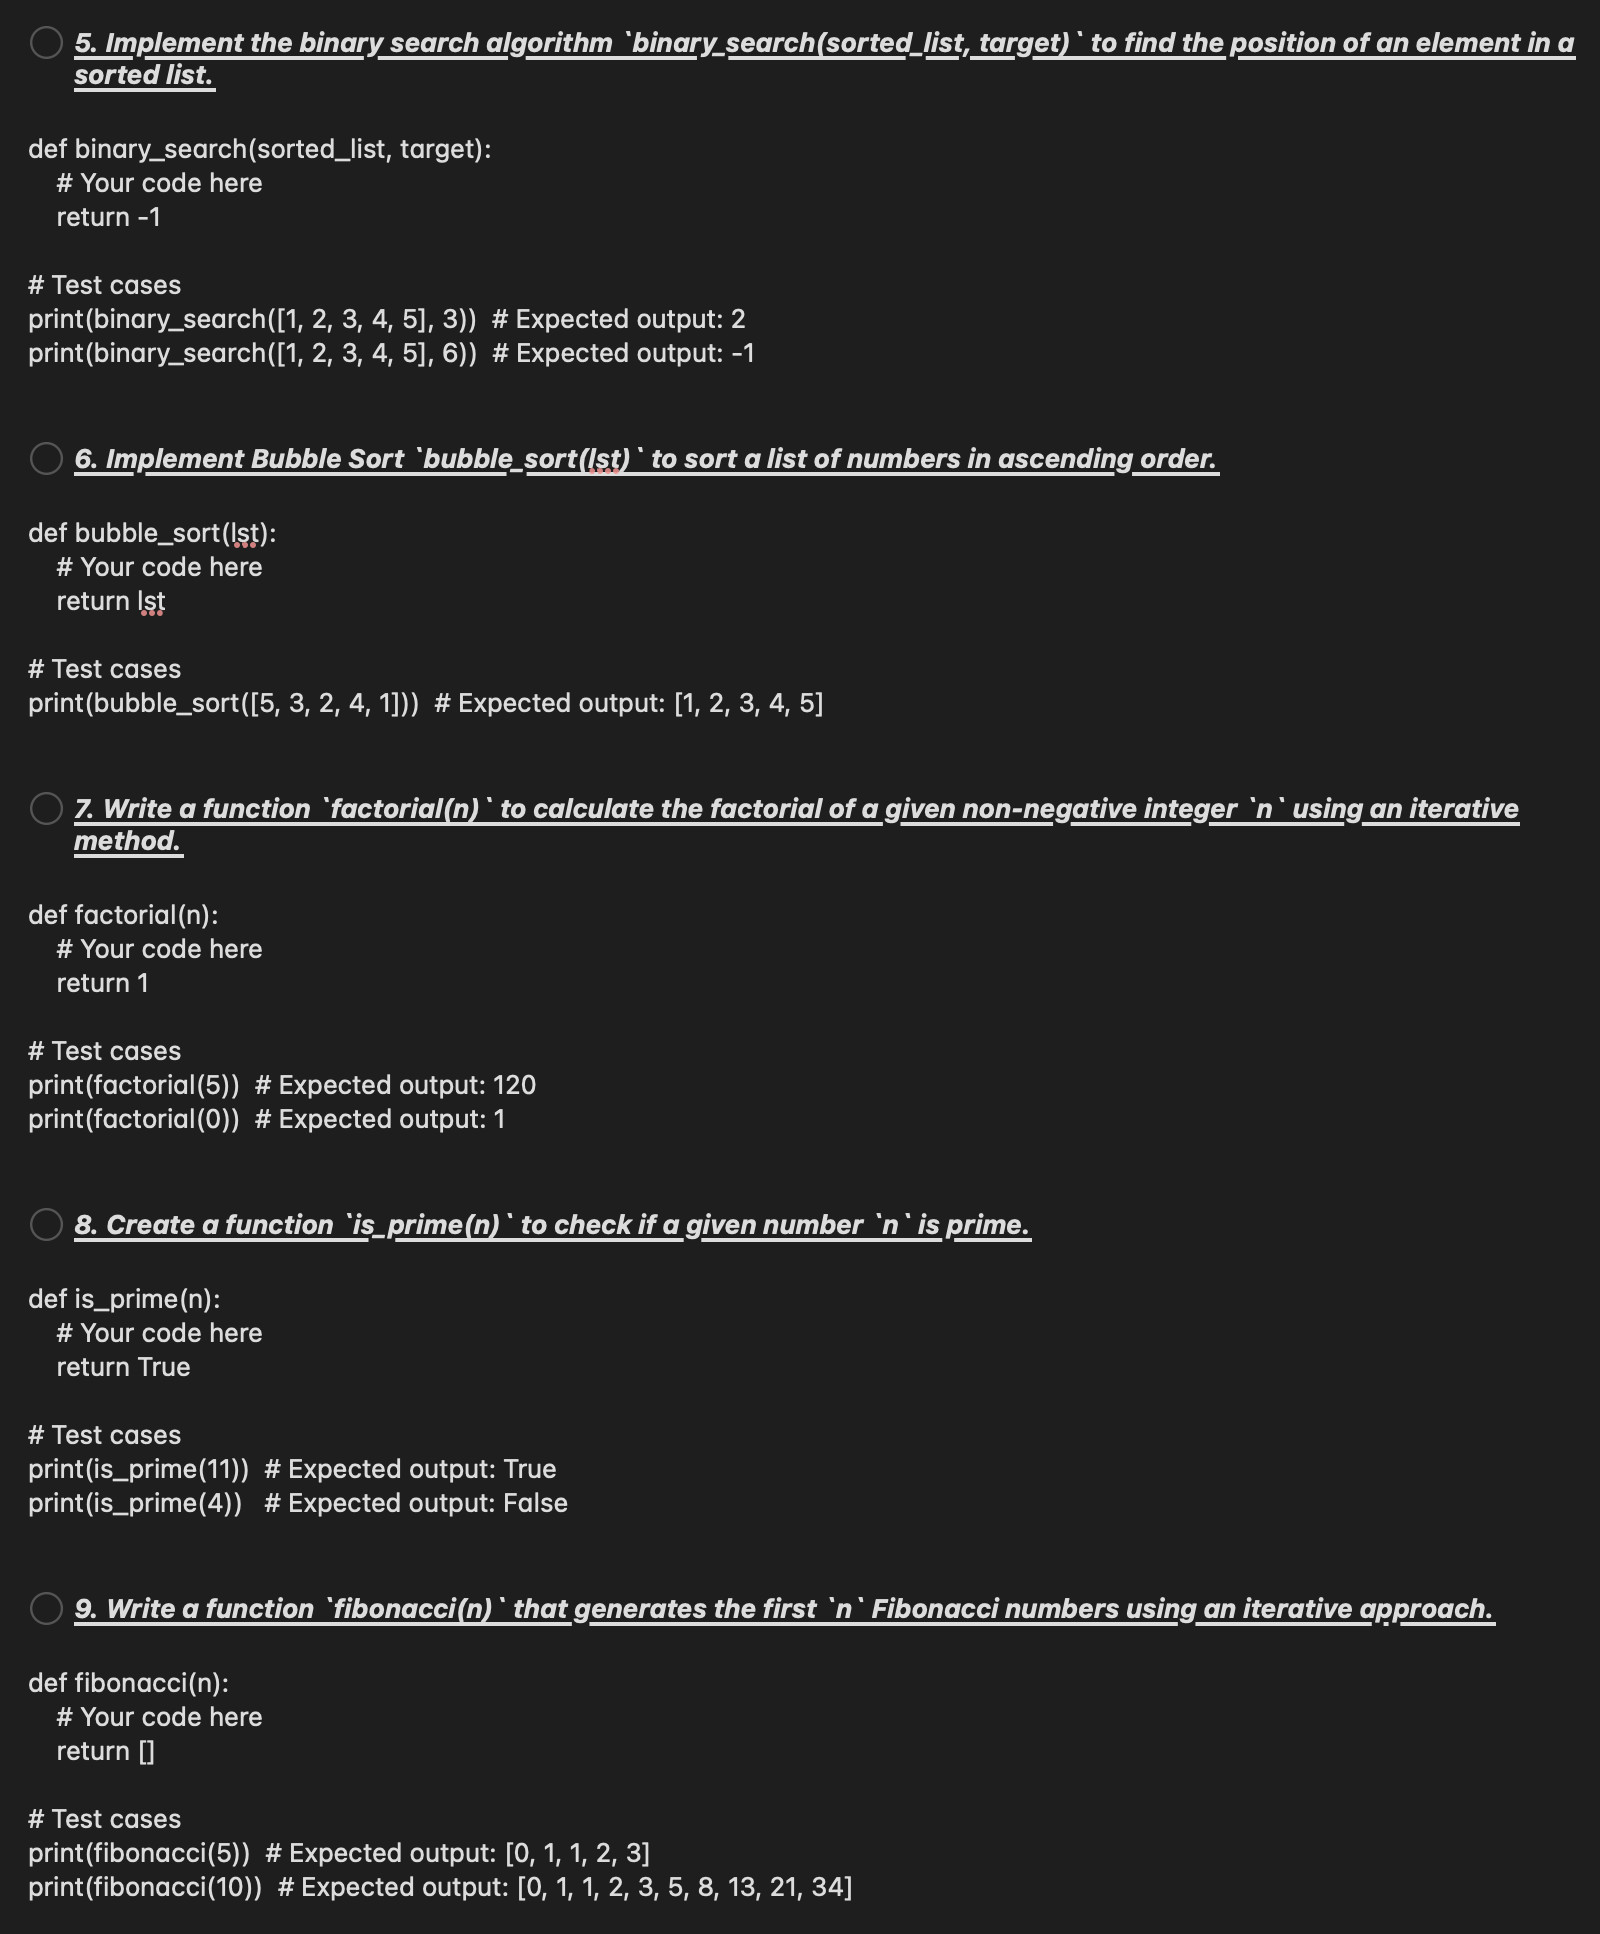 5. Implement the binary search algorithm `binary_search(sorted_list, target)` to find the position of an element in a
sorted list.
def binary_search(sorted_list, target):
    # Your code here
    return -1
# Test cases
print(binary_search([1, 2, 3, 4, 5], 3))  # Expected output: 2
print(binary_search([1, 2, 3, 4, 5], 6))  # Expected output: -1
6. Implement Bubble Sort `bubble_sort(lst)` to sort a list of numbers in ascending order.
def bubble_sort(lst):
    # Your code here
    return lst
# Test cases
print(bubble_sort([5, 3, 2, 4, 1]))  # Expected output: [1, 2, 3, 4, 5]
7. Write a function `factorial(n)` to calculate the factorial of a given non-negative integer `n` using an iterative
method.
def factorial(n):
    # Your code here
    return 1
# Test cases
print(factorial(5))  # Expected output: 120
print(factorial(0))  # Expected output: 1
8. Create a function `is_prime(n)` to check if a given number `n` is prime.
def is_prime(n):
    # Your code here
    return True
# Test cases
print(is_prime(11))  # Expected output: True
print(is_prime(4))   # Expected output: False
9. Write a function `fibonacci(n)` that generates the first `n` Fibonacci numbers using an iterative approach.
def fibonacci(n):
    # Your code here
    return []
# Test cases
print(fibonacci(5))  # Expected output: [0, 1, 1, 2, 3]
print(fibonacci(10))  # Expected output: [0, 1, 1, 2, 3, 5, 8, 13, 21, 34]